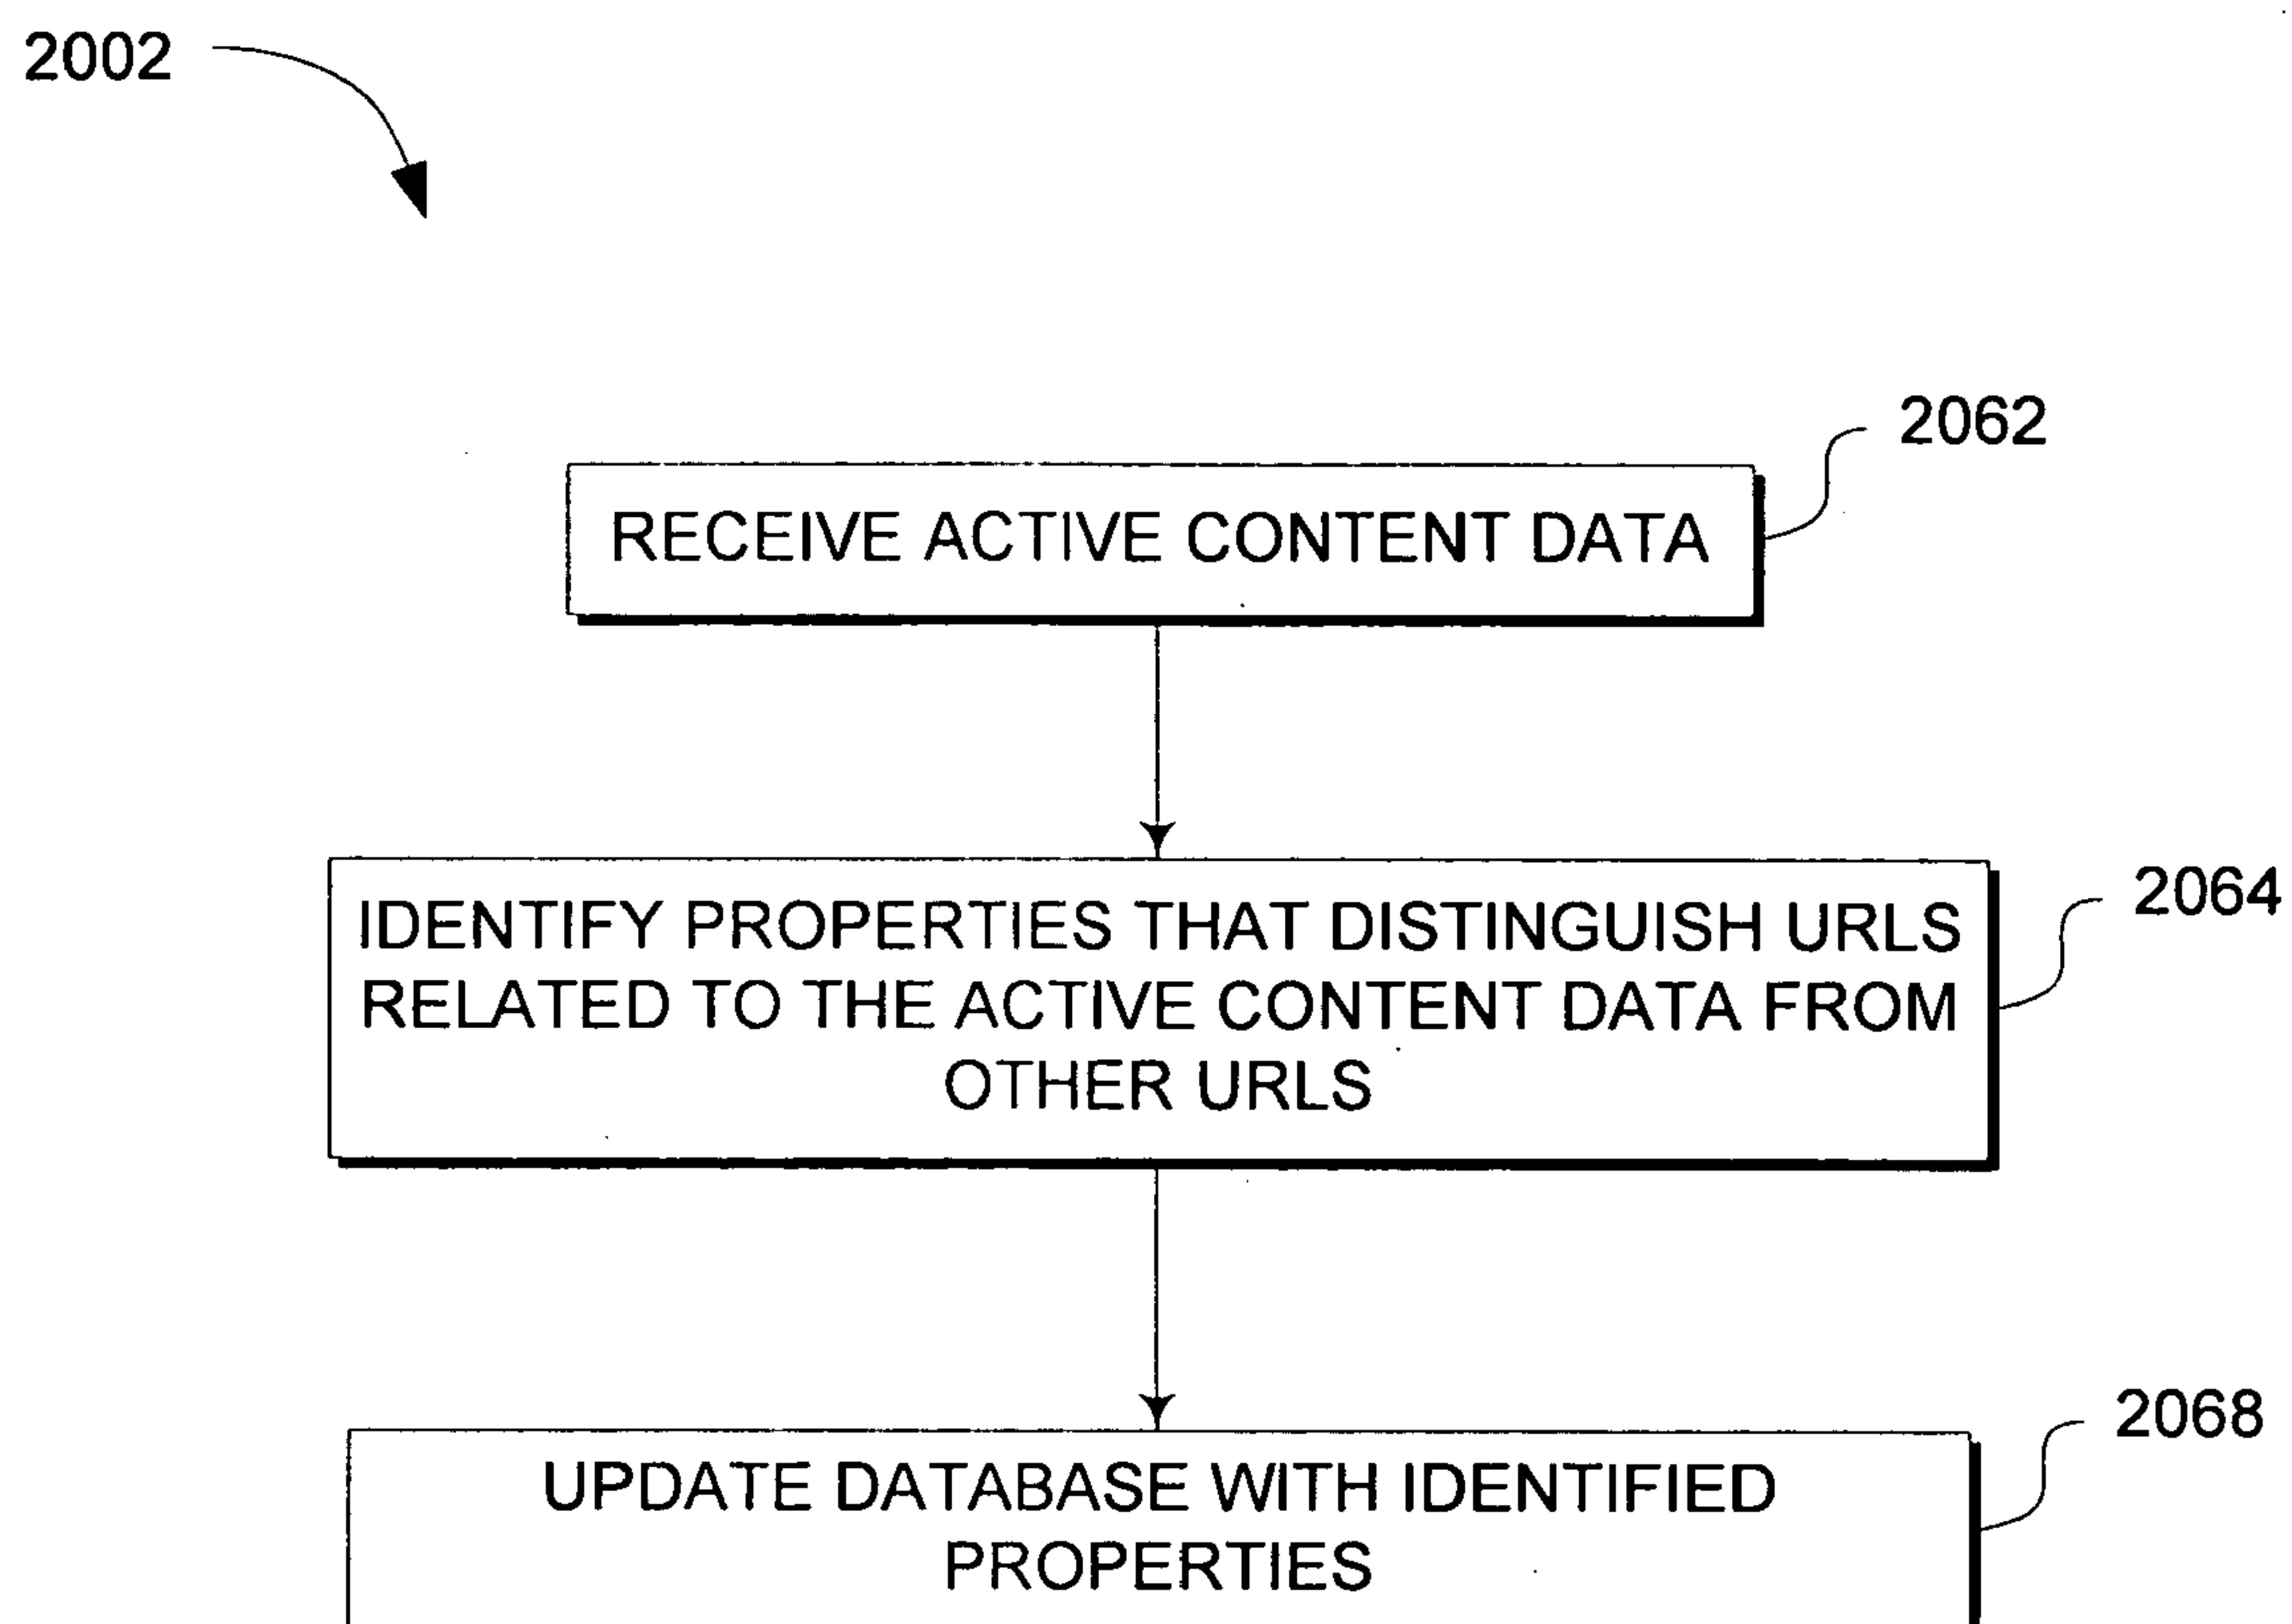 2002
2062
RECEIVE ACTIVE CONTENT DATA
2064
IDENTIFY PROPERTIES THAT DISTINGUISH URLS
RELATED TO THE ACTIVE CONTENT DATA FROM
OTHER URLS
2068
UPDATE DATABASE WITH IDENTIFIED
PROPERTIES